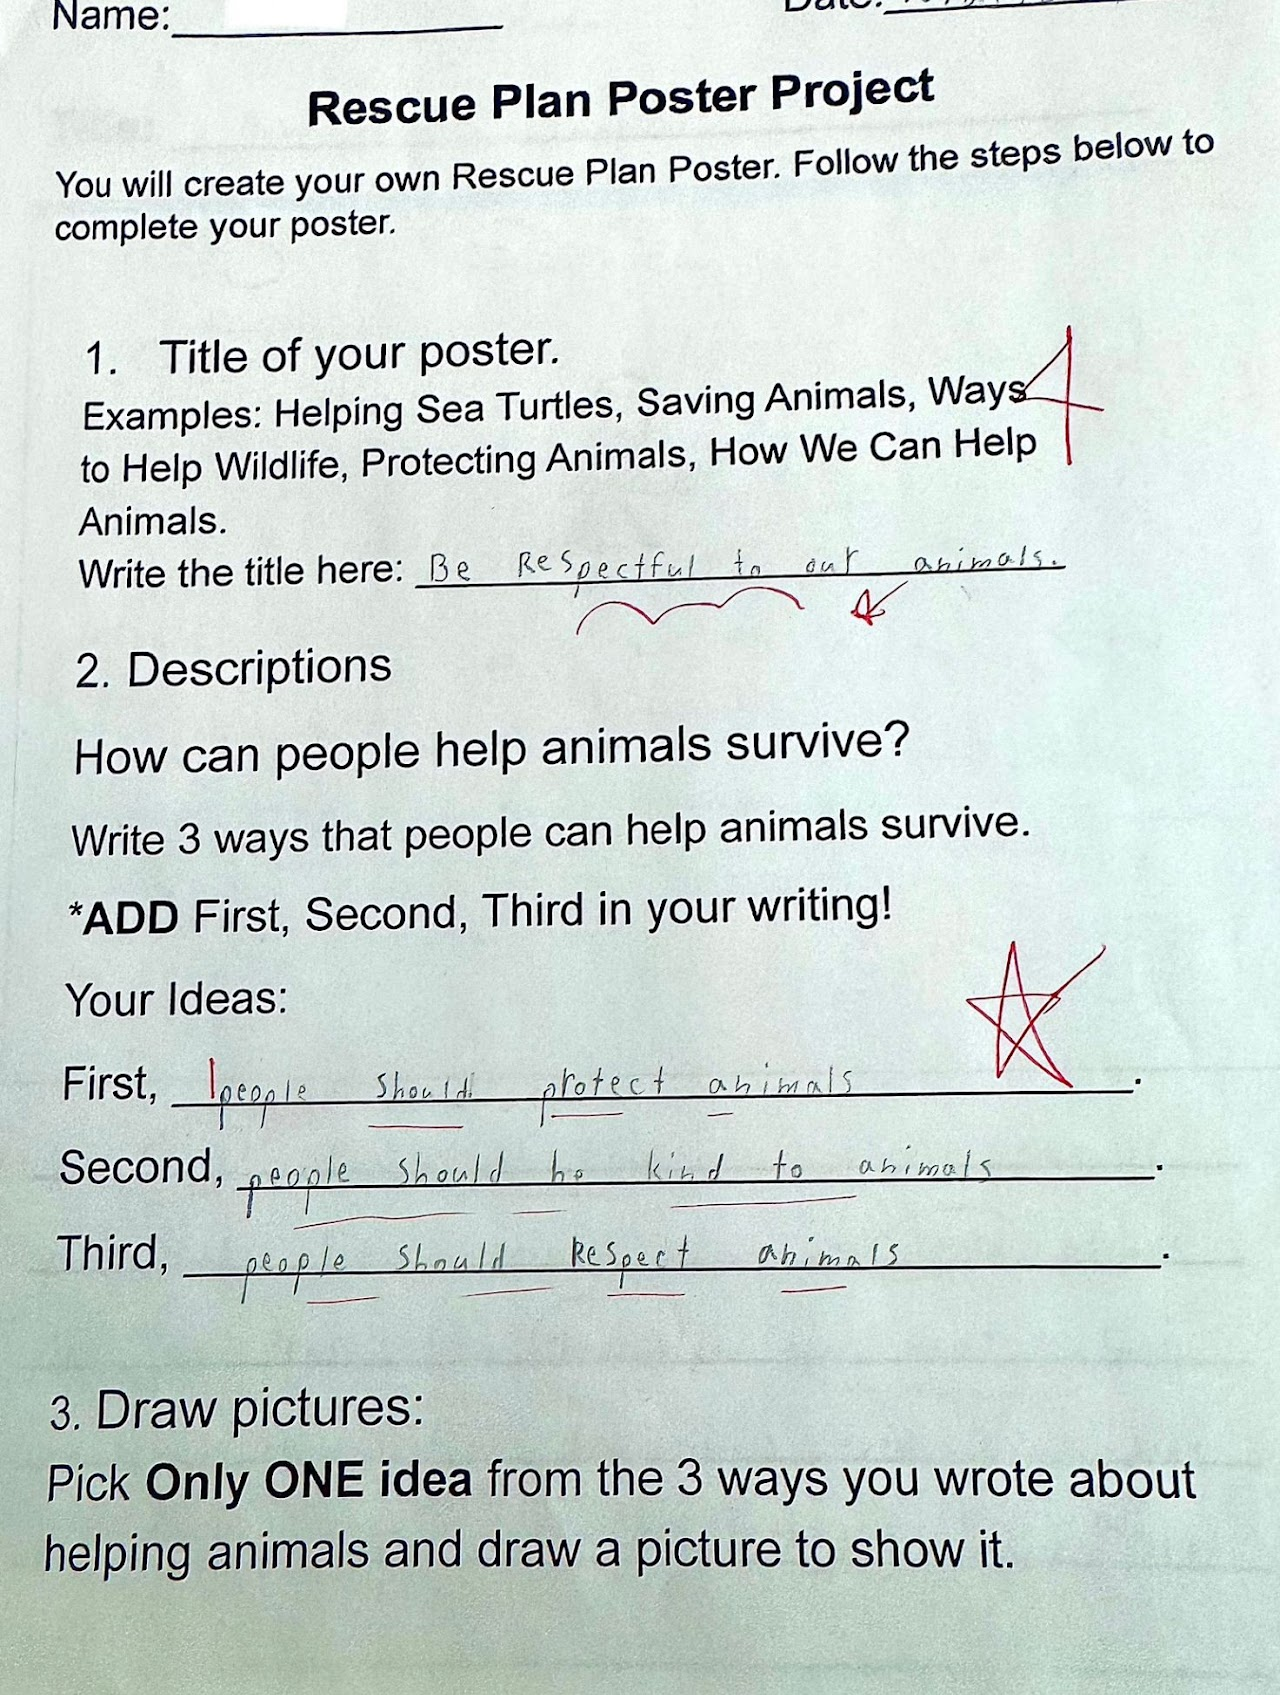 Name:
Date:
Rescue Plan Poster Project
You will create your own Rescue Plan Poster. Follow the steps below to
complete your poster.
1. Title of your poster.
Examples: Helping Sea Turtles, Saving Animals, Ways
to Help Wildlife, Protecting Animals, How We Can Help
Animals.
4
Write the title here: Be Respectful to our animals.
2. Descriptions
How can people help animals survive?
Write 3 ways that people can help animals survive.
*ADD First, Second, Third in your writing!
Your Ideas:
First, people should protect animals.
Second, people should be kind to animals.
Third, people should Respect animals.
3. Draw pictures:
Pick Only ONE idea from the 3 ways you wrote about
helping animals and draw a picture to show it.